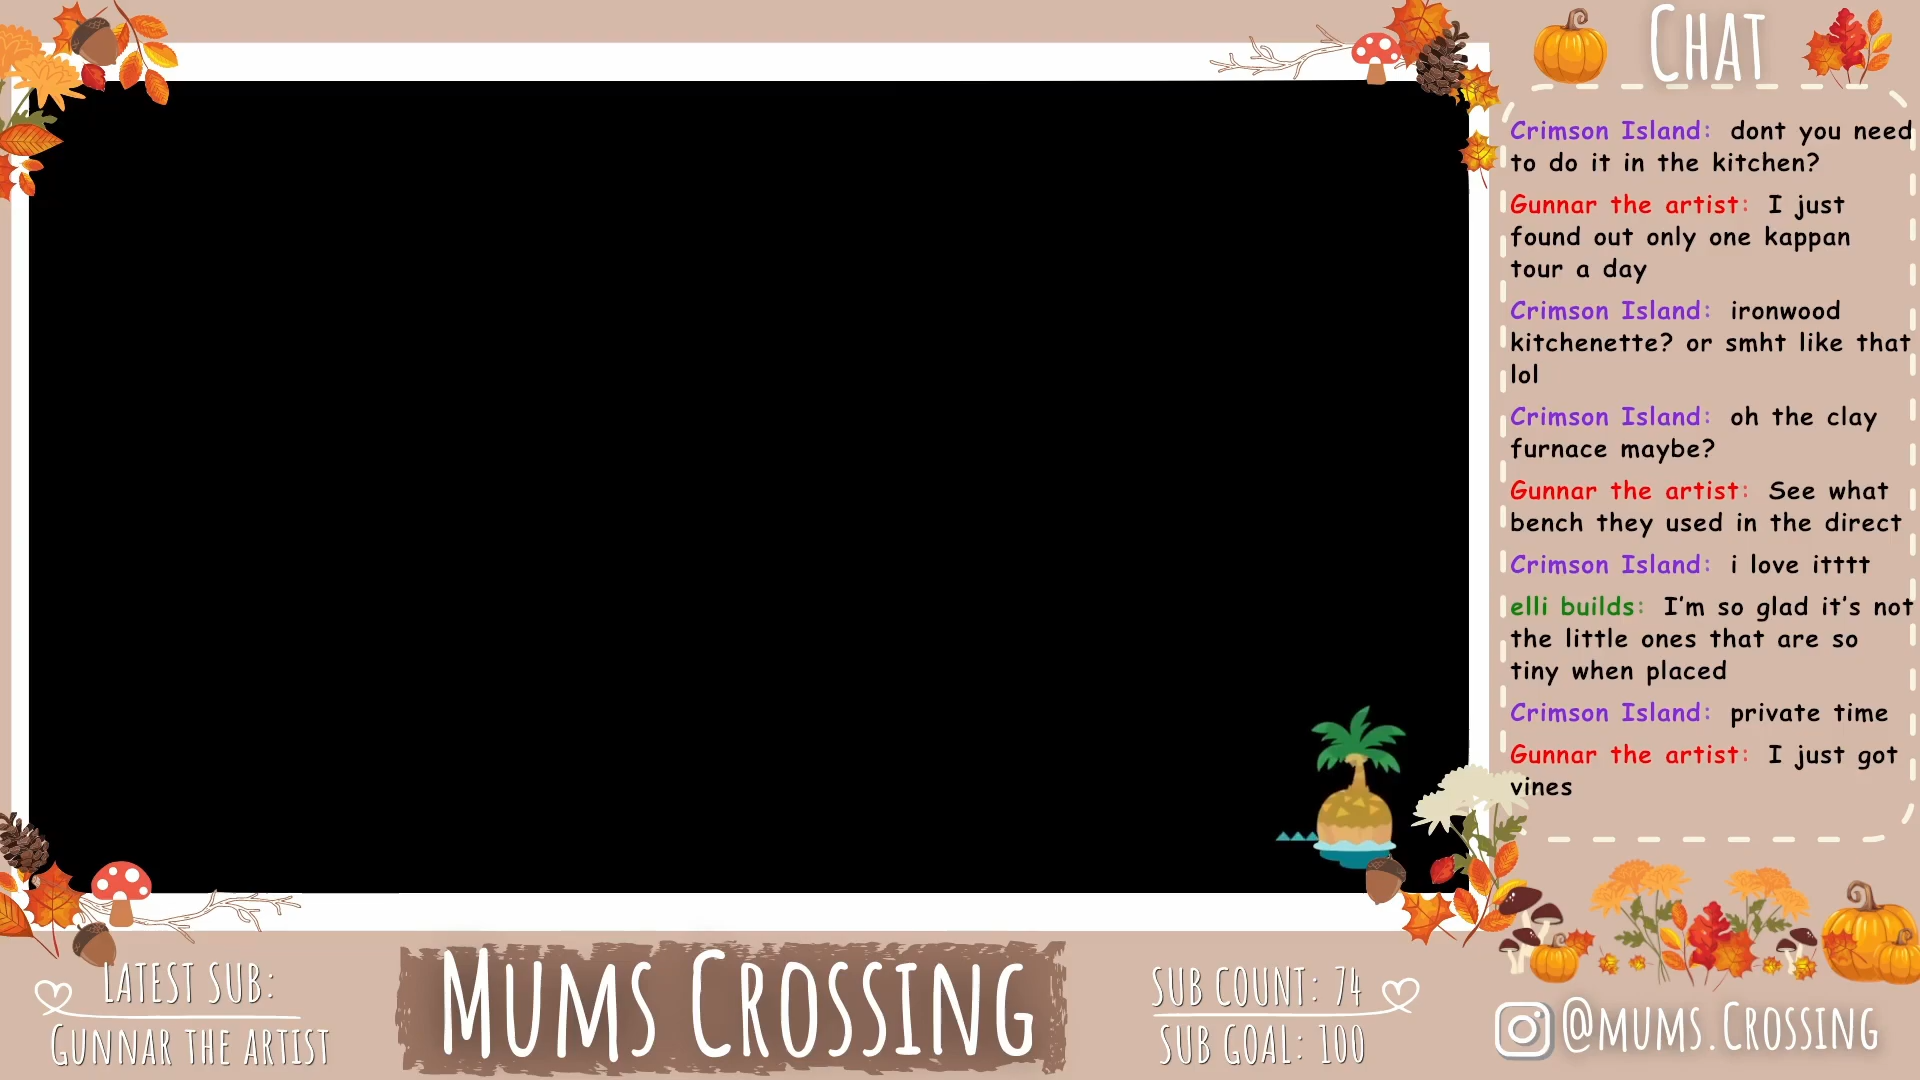 CHAT
Crimson Island: dont you need
to do it in the kitchen?
Gunnar the artist: I just
found out only one kappan
tour a day
Crimson Island: ironwood
kitchenette? or smht like that
lol
Crimson Island: oh the clay
furnace maybe?
Gunnar the artist: See what
bench they used in the direct
Crimson Island: i love itttt
elli builds: I'm so glad it's not
the little ones that are so
tiny when placed
Crimson Island: private time
Gunnar the artist: I just got
vines
LATEST SUB:
GUNNAR THE ARTIST
MUMS CROSSING
SUB COUNT: 74
SUB GOAL: 100
@MUMS.CROSSING